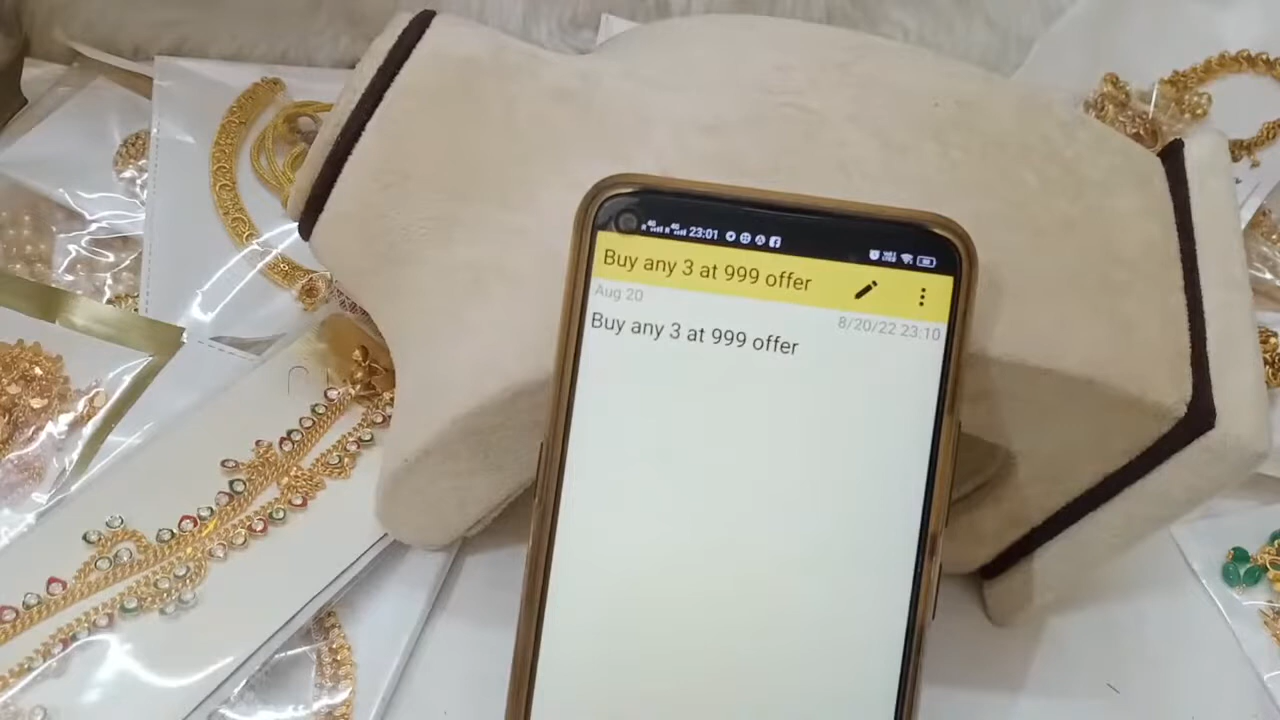 23:01
Buy any 3 at 999 offer
Aug 20
8/20/22 23:10
Buy any 3 at 999 offer